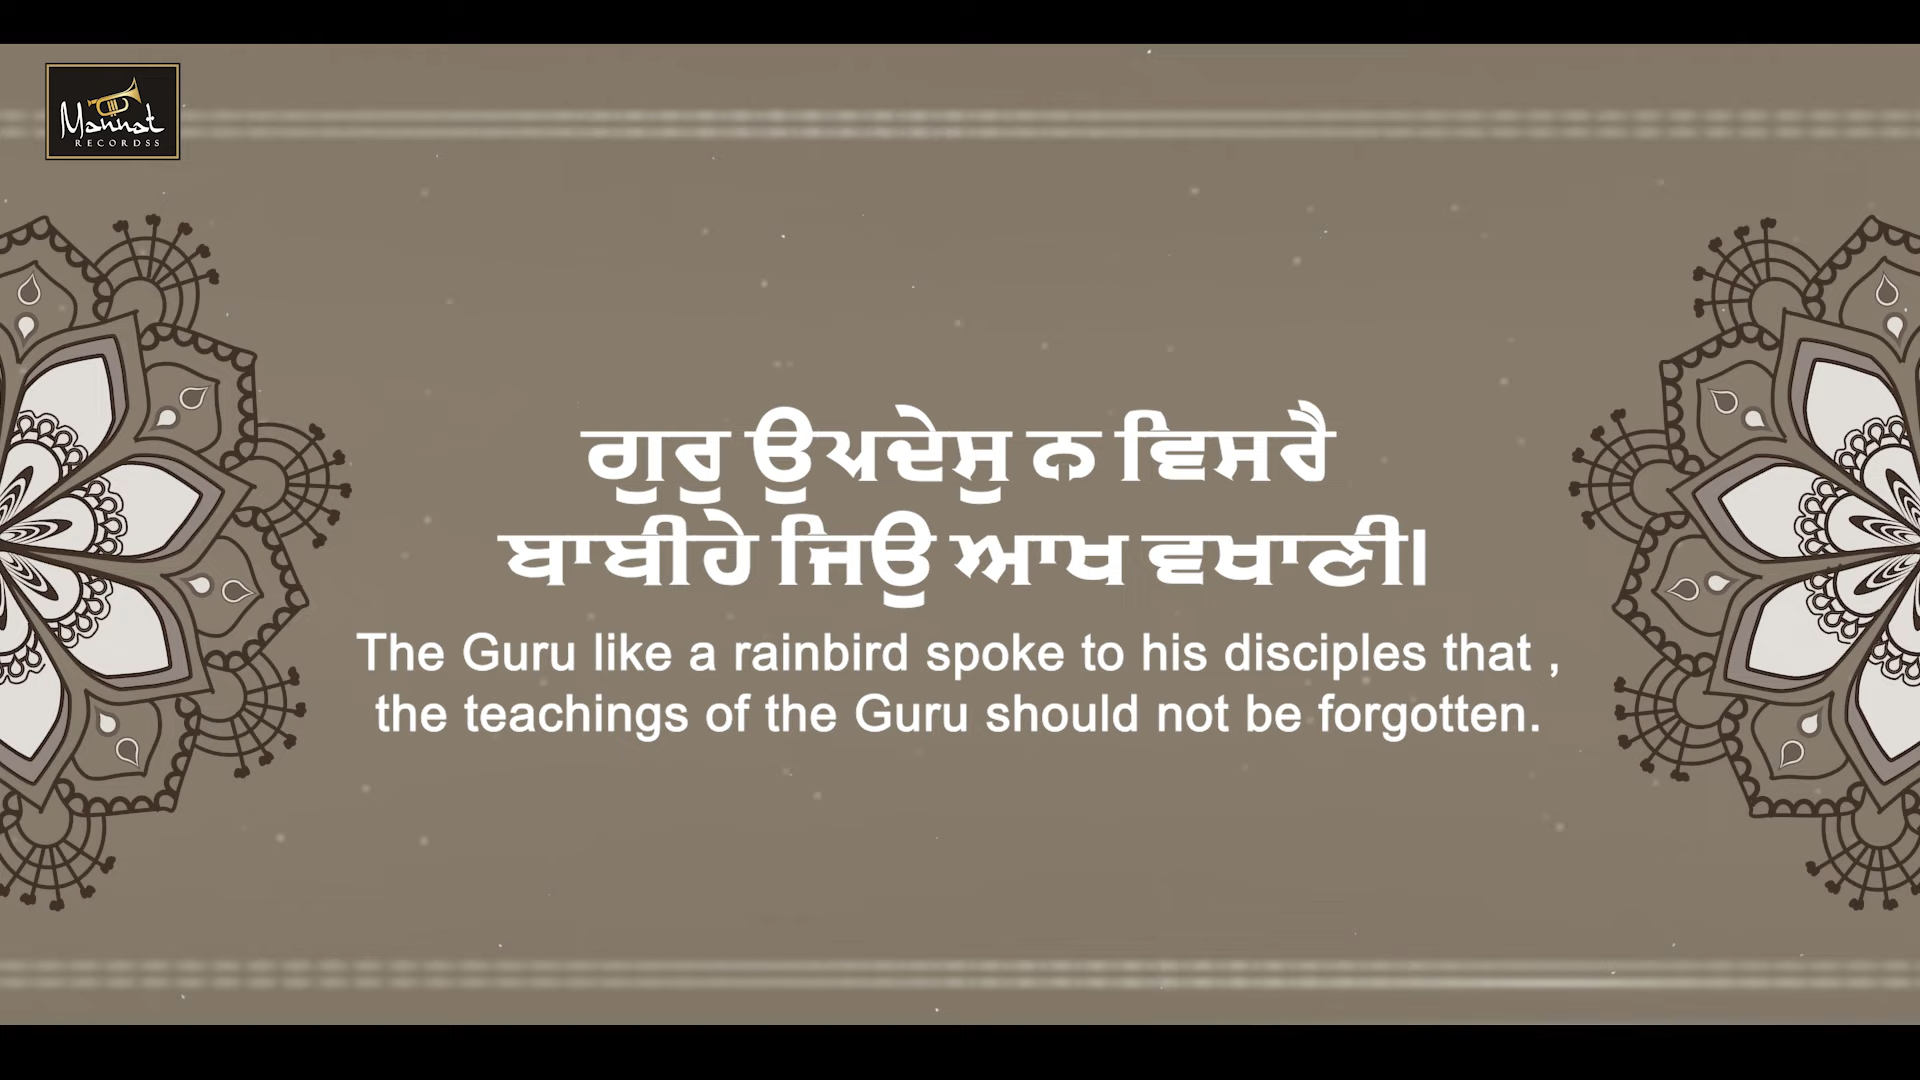 Mannat
RECORDSS
ਗੁਰੁ ਉਪਦੇਸੁ ਨ ਵਿਸਰੈ
ਬਾਬੀਹੇ ਜਿਉ ਆਖ ਵਖਾਣੀ।
The Guru like a rainbird spoke to his disciples that ,
the teachings of the Guru should not be forgotten.